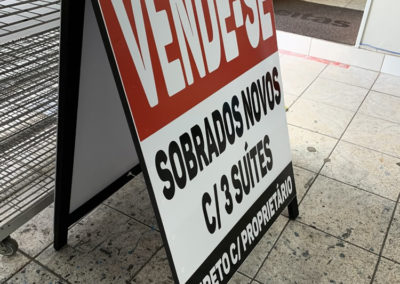 VENDE-SE
SOBRADOS NOVOS
C/ 3 SUÍTES
C/ PROPRIETÁRIO